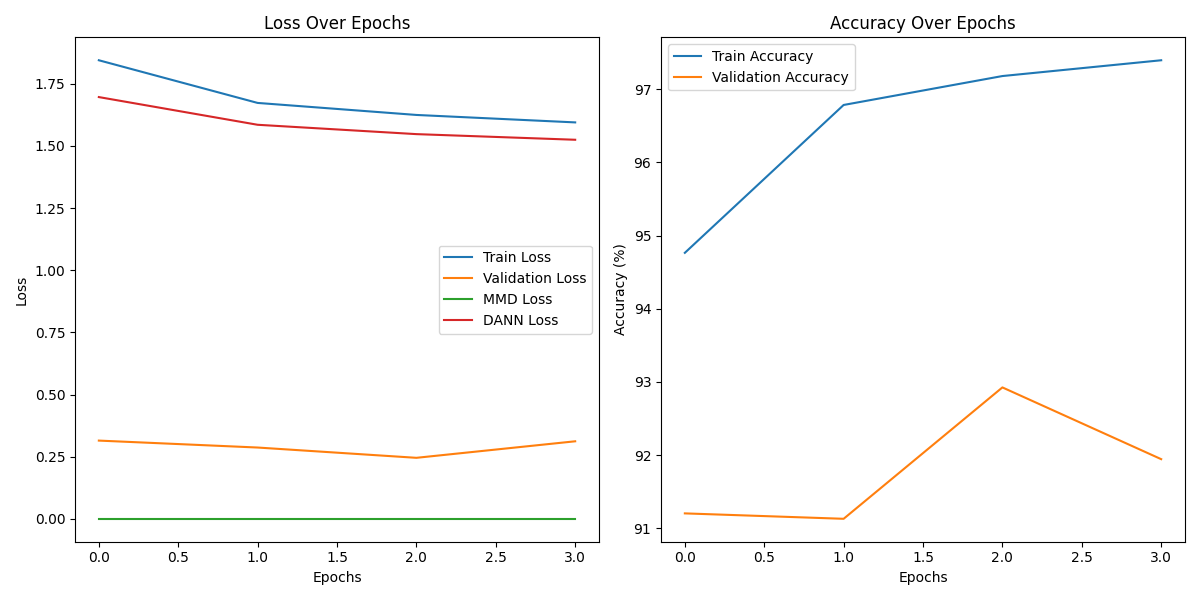 Loss Over Epochs
1.75
1.50
1.25
1.00
0.75
0.50
0.25
0.00
Loss
Train Loss
Validation Loss
MMD Loss
DANN Loss
0.0 0.5 1.0 1.5 2.0 2.5 3.0
Epochs
Accuracy Over Epochs
Train Accuracy
Validation Accuracy
97
96
95
94
93
92
91
Accuracy (%)
0.0 0.5 1.0 1.5 2.0 2.5 3.0
Epochs